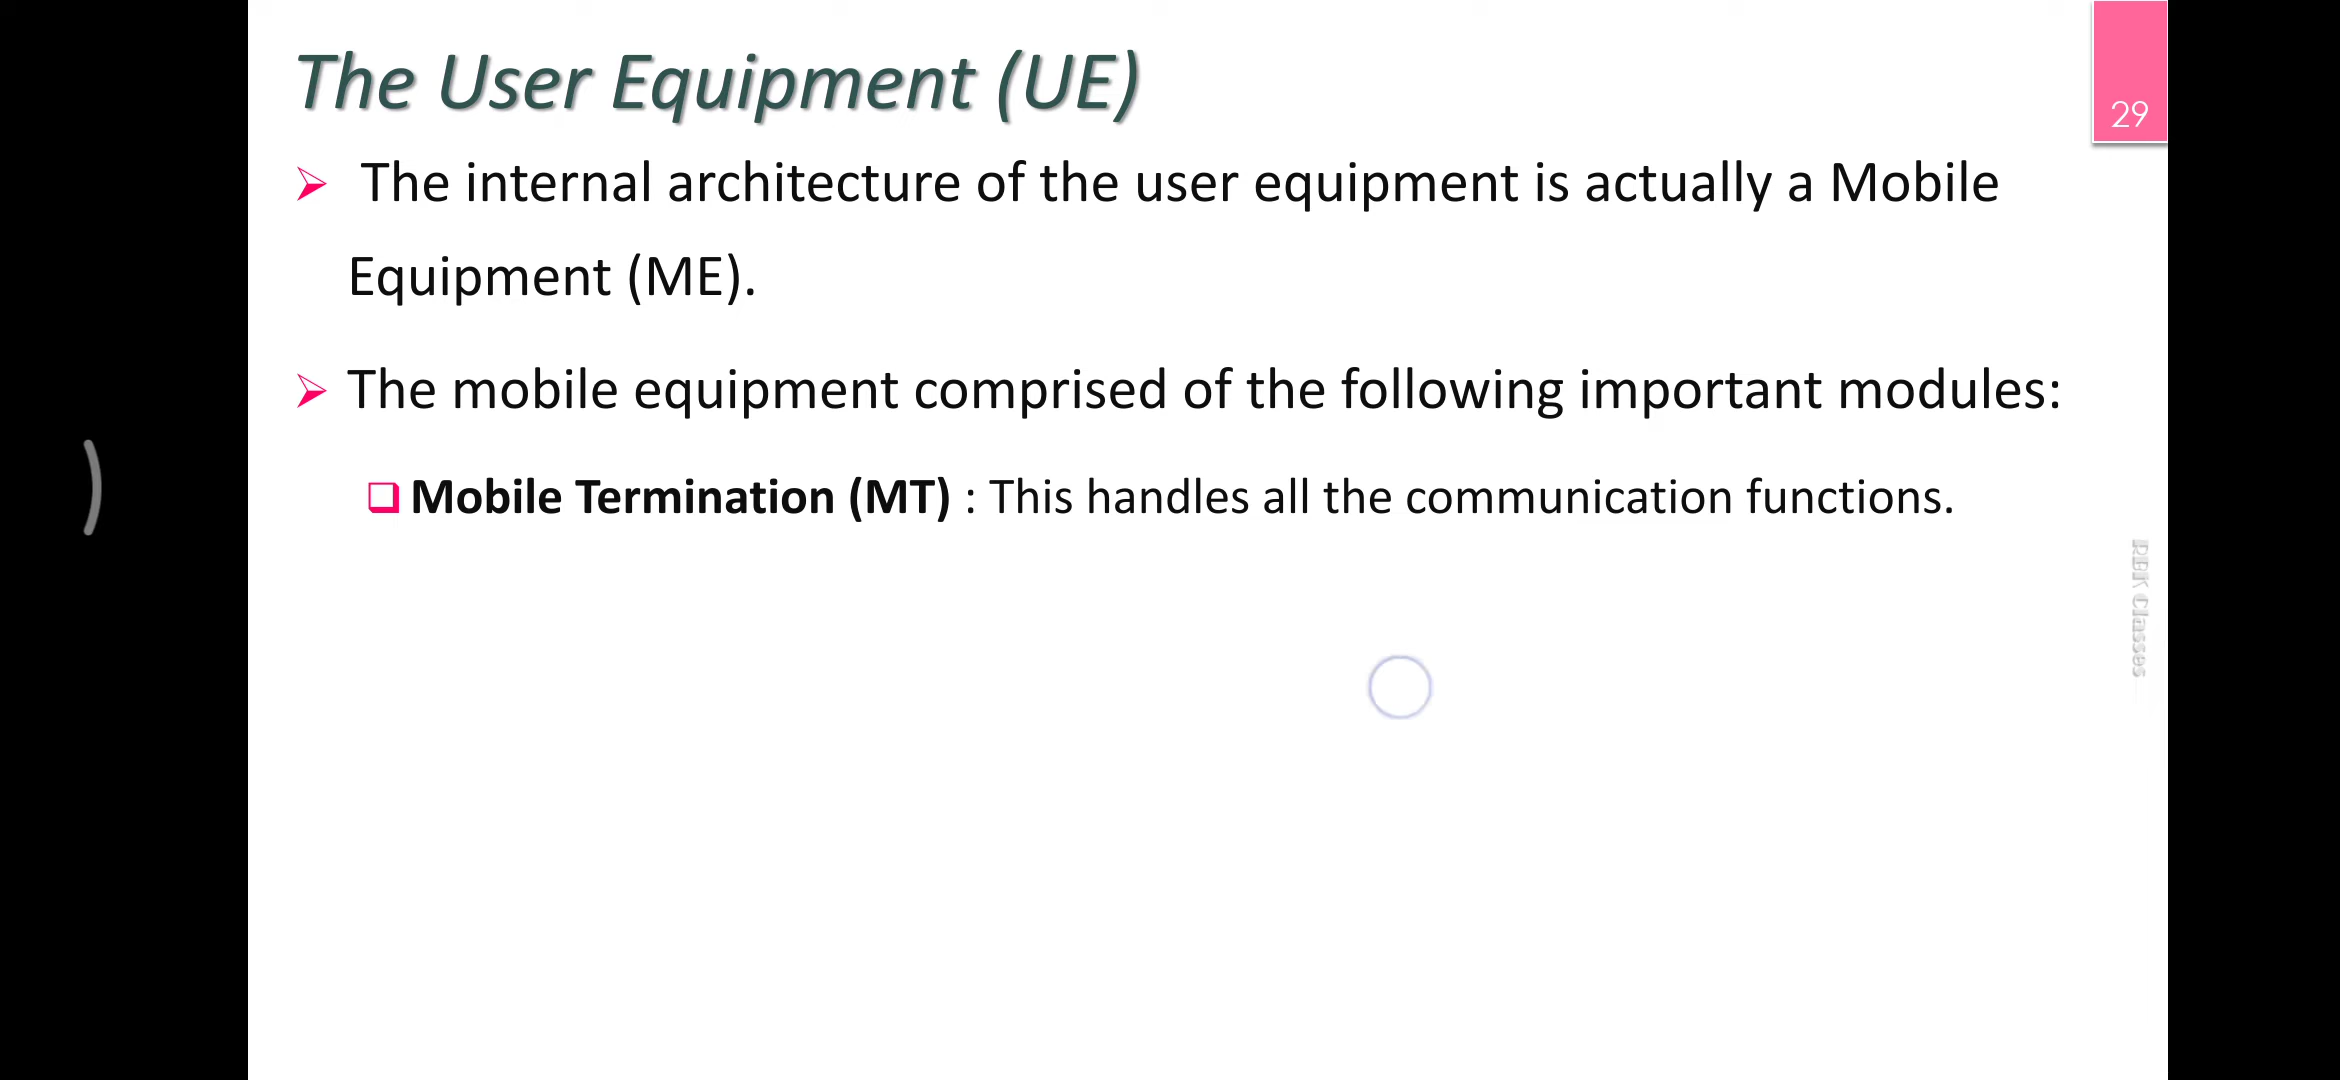 The User Equipment (UE)
29
The internal architecture of the user equipment is actually a Mobile
Equipment (ME).
The mobile equipment comprised of the following important modules:
Mobile Termination (MT) : This handles all the communication functions.
Classes